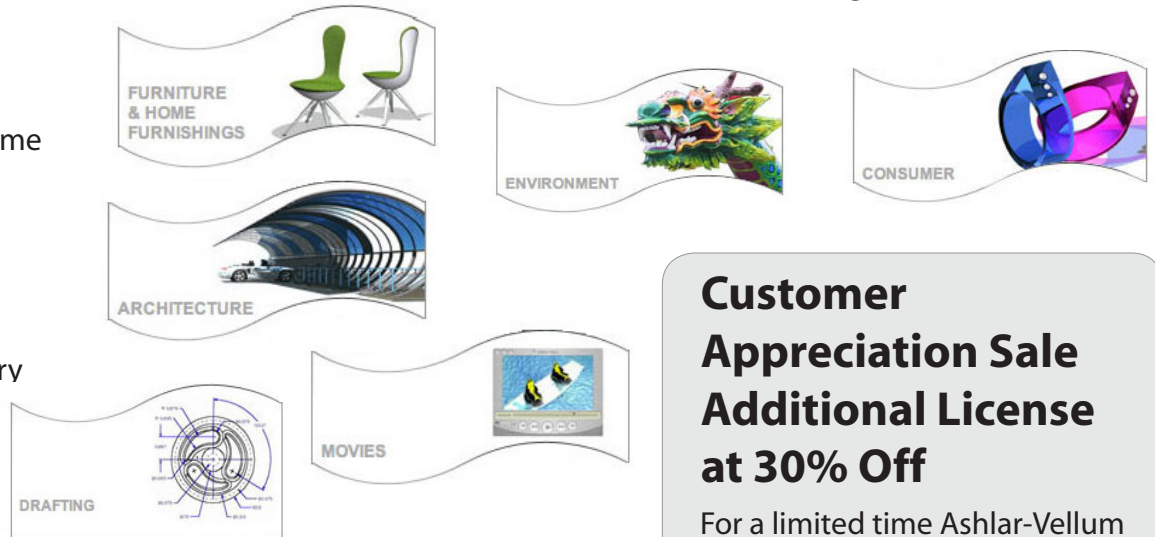 FURNITURE
& HOME
FURNISHINGS
ENVIRONMENT
CONSUMER
ARCHITECTURE
MOVIES
DRAFTING
Customer
Appreciation Sale
Additional License
at 30% Off
For a limited time Ashlar-Vellum